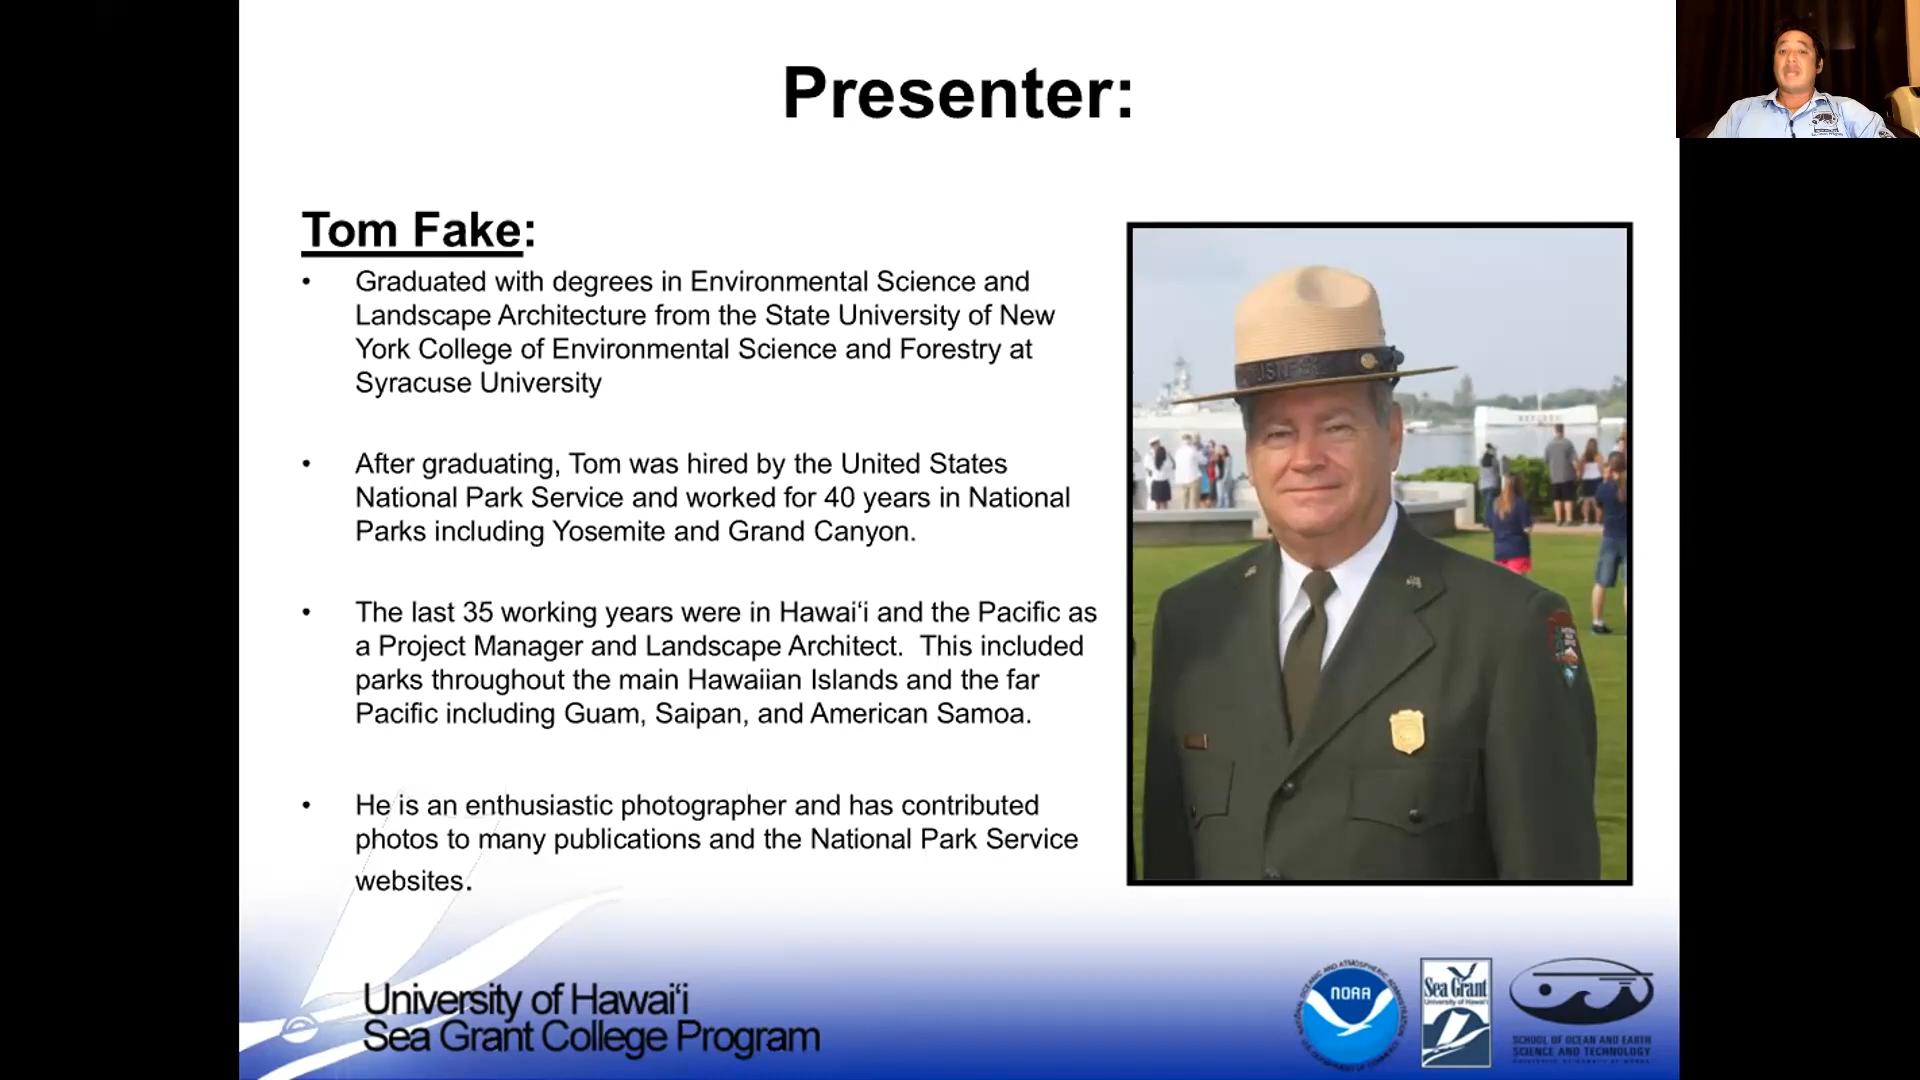 Presenter:
Tom Fake:
• Graduated with degrees in Environmental Science and
Landscape Architecture from the State University of New
York College of Environmental Science and Forestry at
Syracuse University
• After graduating, Tom was hired by the United States
National Park Service and worked for 40 years in National
Parks including Yosemite and Grand Canyon.
• The last 35 working years were in Hawai‘i and the Pacific as
a Project Manager and Landscape Architect.  This included
parks throughout the main Hawaiian Islands and the far
Pacific including Guam, Saipan, and American Samoa.
• He is an enthusiastic photographer and has contributed
photos to many publications and the National Park Service
websites.
University of Hawai‘i
Sea Grant College Program
NOAA
Sea Grant
University of Hawai‘i
SCHOOL OF OCEAN AND EARTH
SCIENCE AND TECHNOLOGY